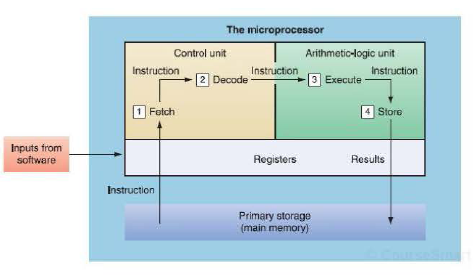 The microprocessor
Control unit
Arithmetic-logic unit
Instruction
Instruction
Instruction
2 Decode
3 Execute
1 Fetch
4 Store
Inputs from
software
Registers
Results
Instruction
Primary storage
(main memory)
© CourseSmart